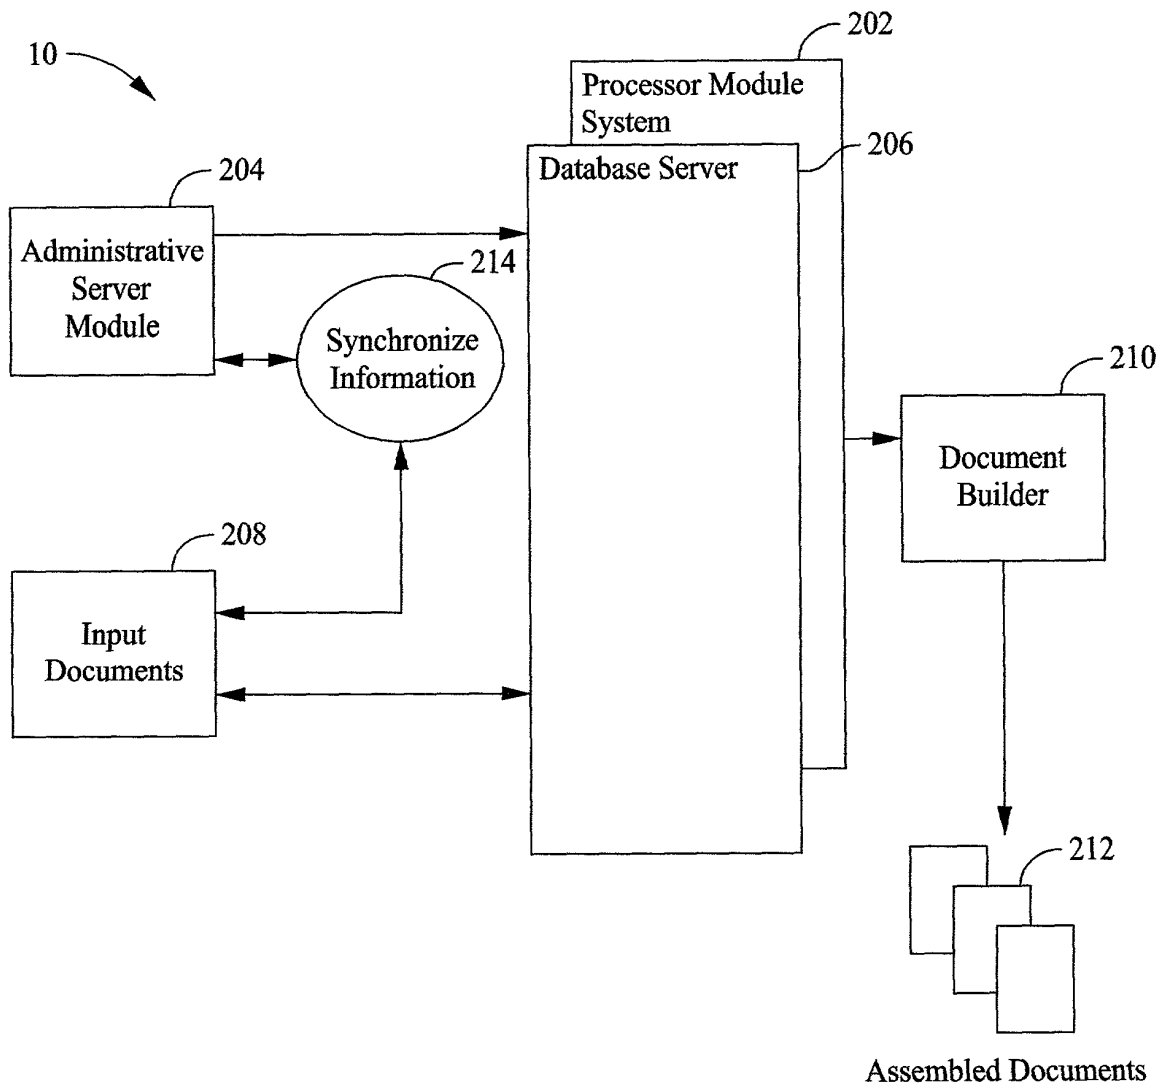 202
10
Processor Module
System
206
Database Server
204
Administrative
Server
Module
214
Synchronize
Information
210
Document
Builder
208
Input
Documents
212
Assembled Documents